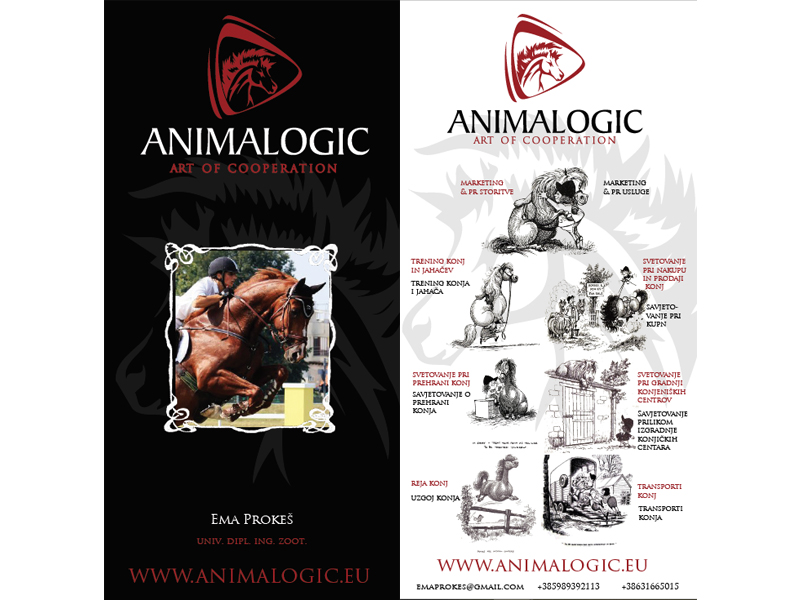 ANIMALOGIC
ART OF COOPERATION
EMA PROKEŠ
UNIV. DIPL. ING. ZOOT.
WWW.ANIMALOGIC.EU
ANIMALOGIC
ART OF COOPERATION
MARKETING
& PR STORITVE
MARKETING
& PR USLUGE
TRENING KONJ
IN JAHAČEV
TRENING KONJA
I JAHAČA
SVETOVANJE
PRI NAKUPU
IN PRODAJI
KONJ
SAVJETO-
VANJE PRI
KUPN
SVETOVANJE PRI
PREHRANI KONJ
SAVJETOVANJE O
PREHRANI
KONJA
SVETOVANJE
PRI GRADNJI
KONJENIŠKIH
CENTROV
SAVJETOVANJE
PRILIKOM
IZGRADNJE
KONJIČKIH
CENTARA
REJA KONJ
UZGOJ KONJA
TRANSPORTI
KONJ
TRANSPORTI
KONJA
WWW.ANIMALOGIC.EU
EMAPROKES@GMAIL.COM +385989392113 +38631665015